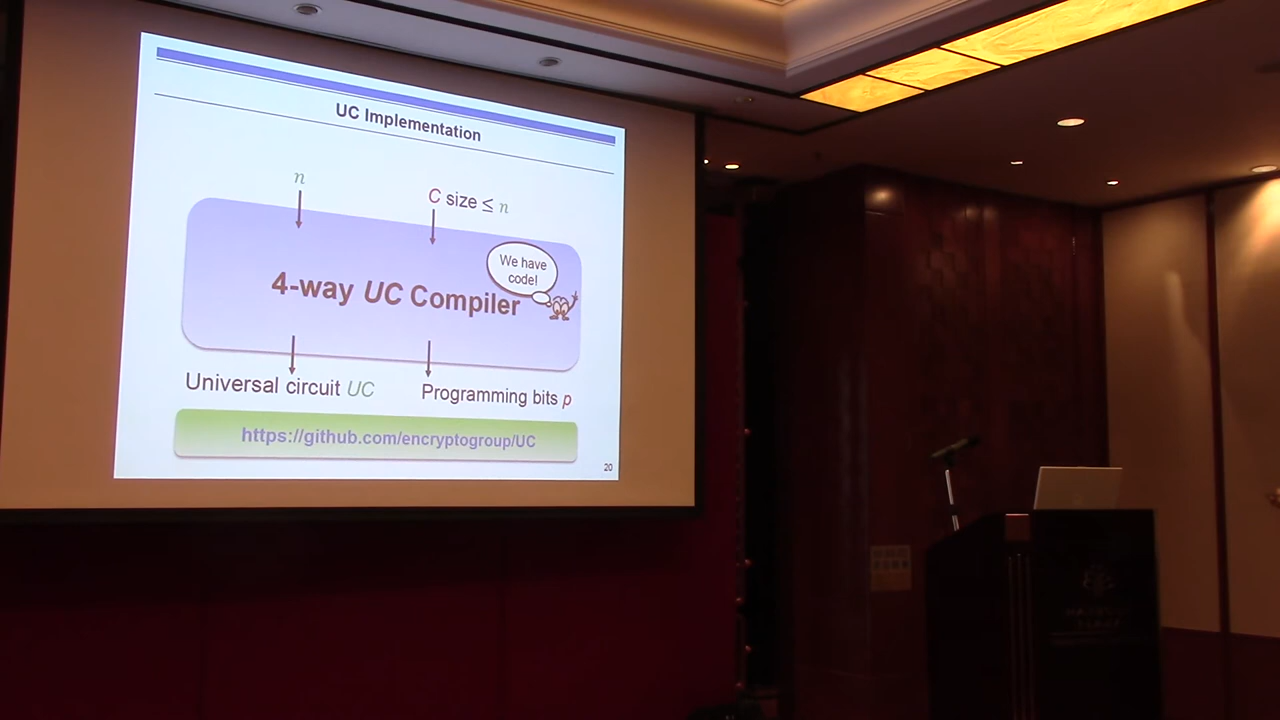 UC Implementation
n
C size ≤ n
We have
code!
4-way UC Compiler
Universal circuit UC
Programming bits p
https://github.com/encryptogroup/UC
20